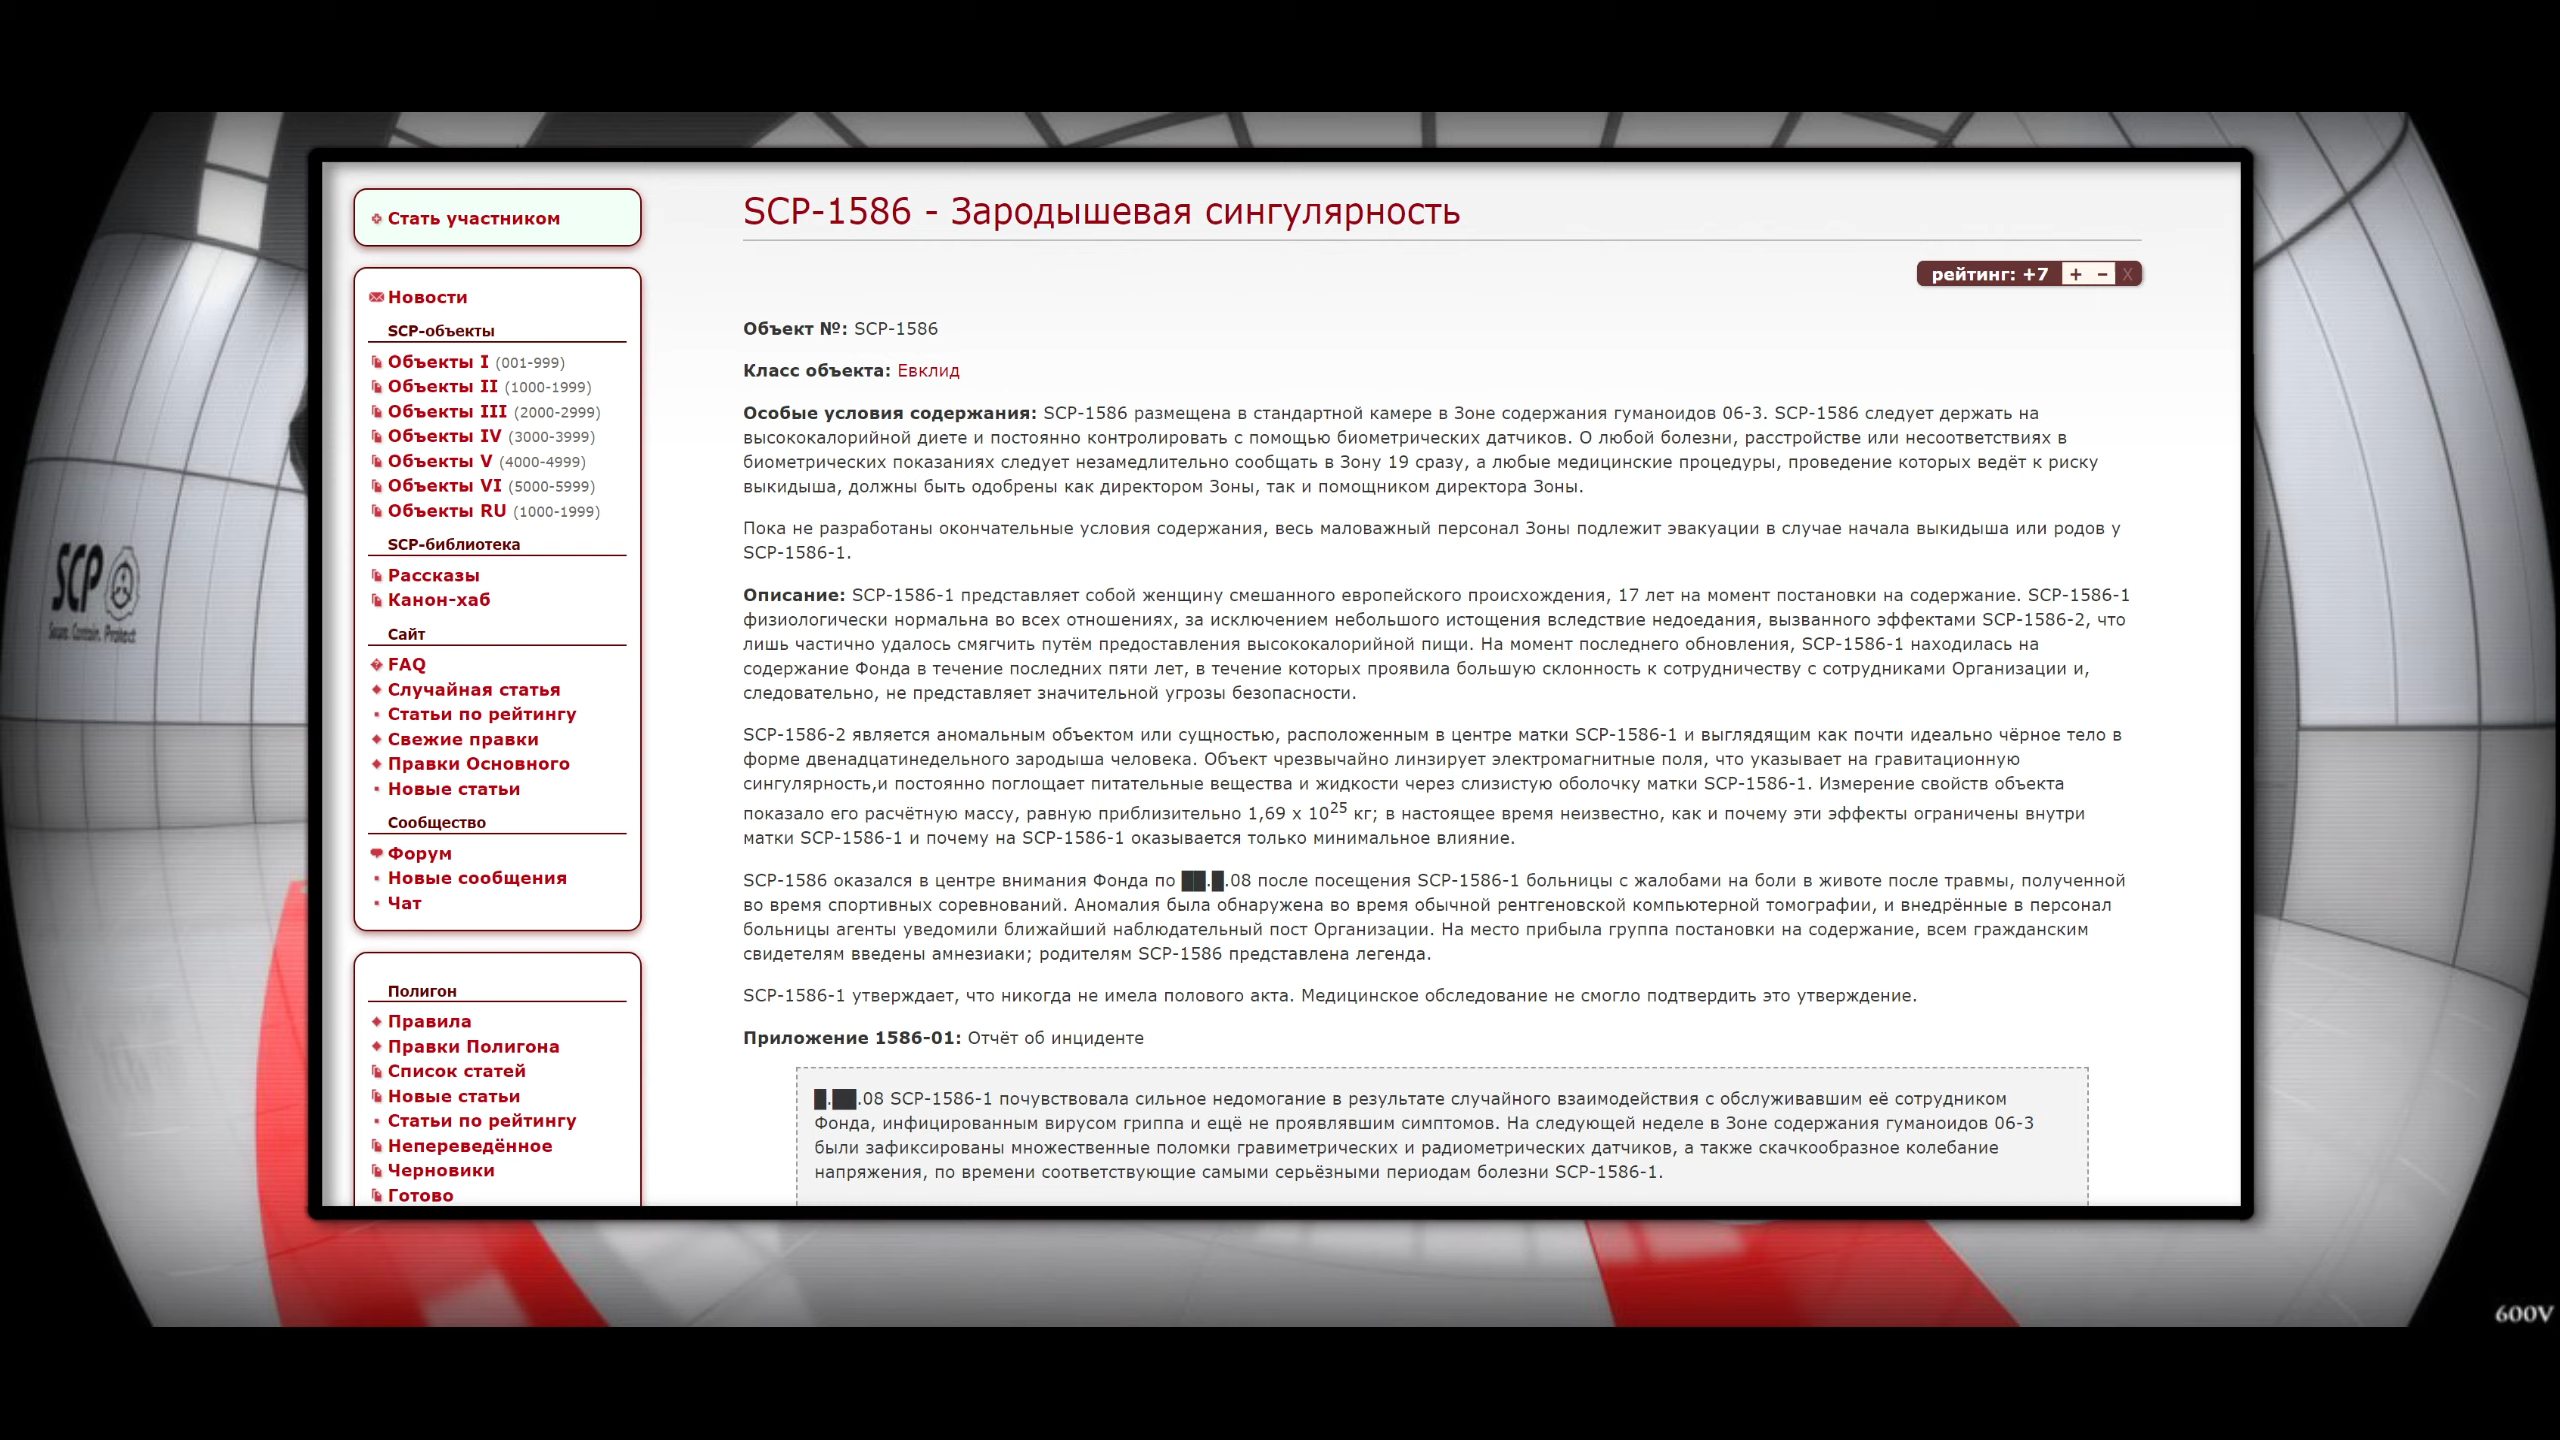 SCP
Secure. Contain. Protect
Стать участником
Новости
SCP-объекты
Объекты I (001-999)
Объекты II (1000-1999)
Объекты III (2000-2999)
Объекты IV (3000-3999)
Объекты V (4000-4999)
Объекты VI (5000-5999)
Объекты RU (1000-1999)
SCP-библиотека
Рассказы
Канон-хаб
Сайт
FAQ
Случайная статья
Статьи по рейтингу
Свежие правки
Правки Основного
Новые статьи
Сообщество
Форум
Новые сообщения
Чат
Полигон
Правила
Правки Полигона
Список статей
Новые статьи
Статьи по рейтингу
Непереведённое
Черновики
Готово
SCP-1586 - Зародышевая сингулярность
рейтинг: +7 + − X
Объект №: SCP-1586
Класс объекта: Евклид
Особые условия содержания: SCP-1586 размещена в стандартной камере в Зоне содержания гуманоидов 06-3. SCP-1586 следует держать на
высококалорийной диете и постоянно контролировать с помощью биометрических датчиков. О любой болезни, расстройстве или несоответствиях в
биометрических показаниях следует незамедлительно сообщать в Зону 19 сразу, а любые медицинские процедуры, проведение которых ведёт к риску
выкидыша, должны быть одобрены как директором Зоны, так и помощником директора Зоны.
Пока не разработаны окончательные условия содержания, весь маловажный персонал Зоны подлежит эвакуации в случае начала выкидыша или родов у
SCP-1586-1.
Описание: SCP-1586-1 представляет собой женщину смешанного европейского происхождения, 17 лет на момент постановки на содержание. SCP-1586-1
физиологически нормальна во всех отношениях, за исключением небольшого истощения вследствие недоедания, вызванного эффектами SCP-1586-2, что
лишь частично удалось смягчить путём предоставления высококалорийной пищи. На момент последнего обновления, SCP-1586-1 находилась на
содержание Фонда в течение последних пяти лет, в течение которых проявила большую склонность к сотрудничеству с сотрудниками Организации и,
следовательно, не представляет значительной угрозы безопасности.
SCP-1586-2 является аномальным объектом или сущностью, расположенным в центре матки SCP-1586-1 и выглядящим как почти идеально чёрное тело в
форме двенадцатинедельного зародыша человека. Объект чрезвычайно линзирует электромагнитные поля, что указывает на гравитационную
сингулярность,и постоянно поглощает питательные вещества и жидкости через слизистую оболочку матки SCP-1586-1. Измерение свойств объекта
показало его расчётную массу, равную приблизительно 1,69 x 10²⁵ кг; в настоящее время неизвестно, как и почему эти эффекты ограничены внутри
матки SCP-1586-1 и почему на SCP-1586-1 оказывается только минимальное влияние.
SCP-1586 оказался в центре внимания Фонда по ██.█.08 после посещения SCP-1586-1 больницы с жалобами на боли в животе после травмы, полученной
во время спортивных соревнований. Аномалия была обнаружена во время обычной рентгеновской компьютерной томографии, и внедрённые в персонал
больницы агенты уведомили ближайший наблюдательный пост Организации. На место прибыла группа постановки на содержание, всем гражданским
свидетелям введены амнезиаки; родителям SCP-1586 представлена легенда.
SCP-1586-1 утверждает, что никогда не имела полового акта. Медицинское обследование не смогло подтвердить это утверждение.
Приложение 1586-01: Отчёт об инциденте
█.██.08 SCP-1586-1 почувствовала сильное недомогание в результате случайного взаимодействия с обслуживавшим её сотрудником
Фонда, инфицированным вирусом гриппа и ещё не проявлявшим симптомов. На следующей неделе в Зоне содержания гуманоидов 06-3
были зафиксированы множественные поломки гравиметрических и радиометрических датчиков, а также скачкообразное колебание
напряжения, по времени соответствующие самыми серьёзными периодам болезни SCP-1586-1.
600V